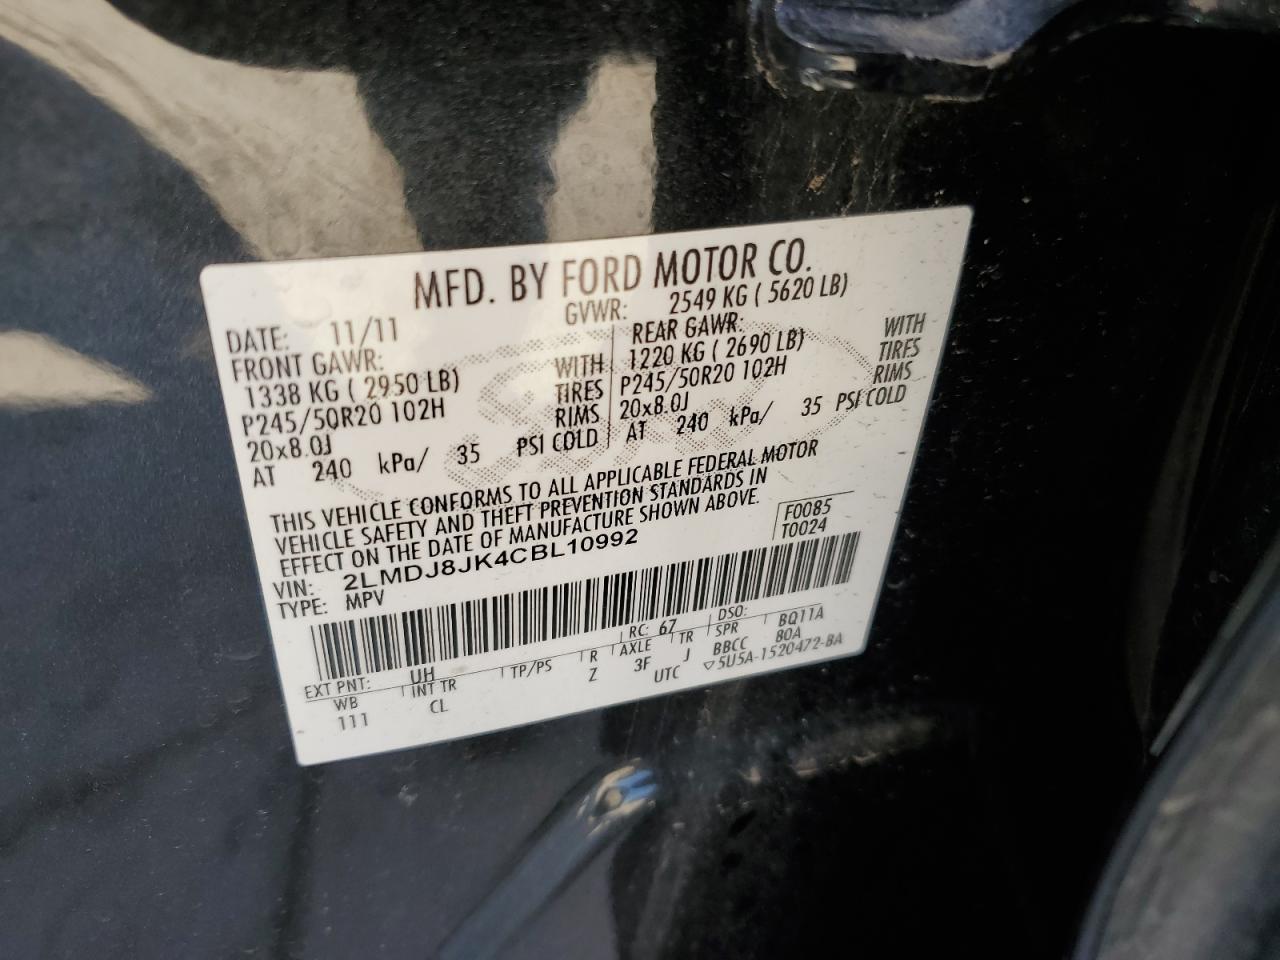 MFD. BY FORD MOTOR CO.
DATE: 11/11 GVWR: 2549 KG ( 5620 LB)
FRONT GAWR: REAR GAWR:
1338 KG ( 2950 LB) WITH 1220 KG ( 2690 LB) WITH
P245/50R20 102H TIRES P245/50R20 102H TIRES
20x8.0J RIMS 20x8.0J RIMS
AT 240 kPa/ 35 PSI COLD AT 240 kPa/ 35 PSI COLD
THIS VEHICLE CONFORMS TO ALL APPLICABLE FEDERAL MOTOR
VEHICLE SAFETY AND THEFT PREVENTION STANDARDS IN
EFFECT ON THE DATE OF MANUFACTURE SHOWN ABOVE.
VIN: 2LMDJ8JK4CBL10992 F0085
TYPE: MPV T0024
EXT PNT: UH RC: 67 DSO: BQ11A
WB INT TR TP/PS R AXLE TR SPR 80A
111 CL Z 3F J BBCC
UTC ▽5U5A-1520472-BA